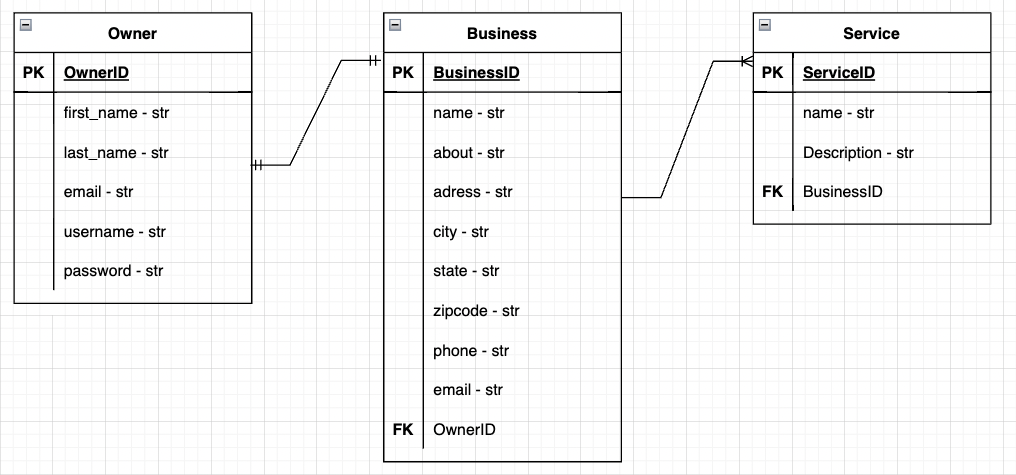 Owner
PK OwnerID
first_name - str
last_name - str
email - str
username - str
password - str
Business
PK BusinessID
name - str
about - str
adress - str
city - str
state - str
zipcode - str
phone - str
email - str
FK OwnerID
Service
PK ServiceID
name - str
Description - str
FK BusinessID